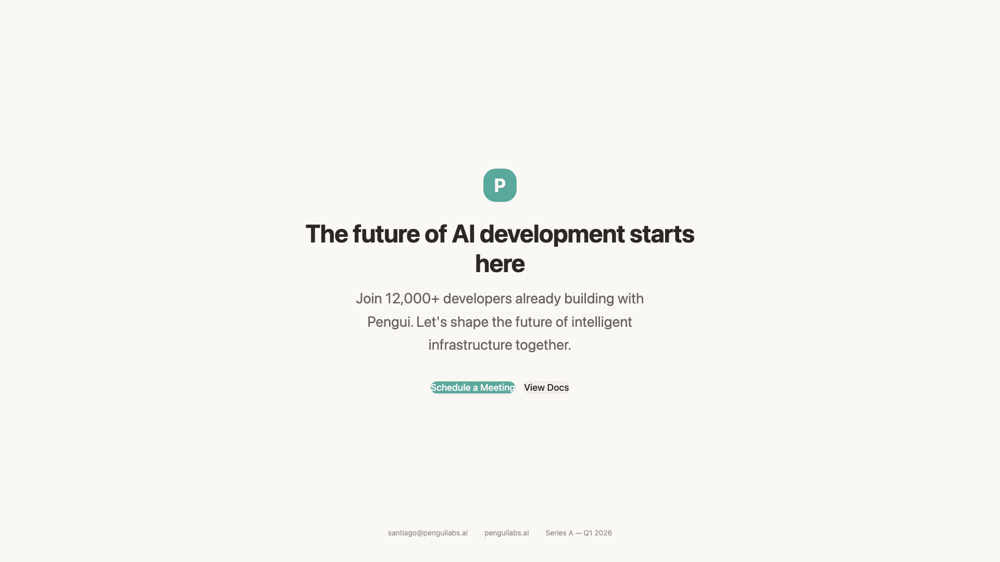 P
The future of AI development starts
here
Join 12,000+ developers already building with
Pengui. Let's shape the future of intelligent
infrastructure together.
Schedule a Meeting View Docs
santiago@penguilabs.ai penguilabs.ai Series A — Q1 2026